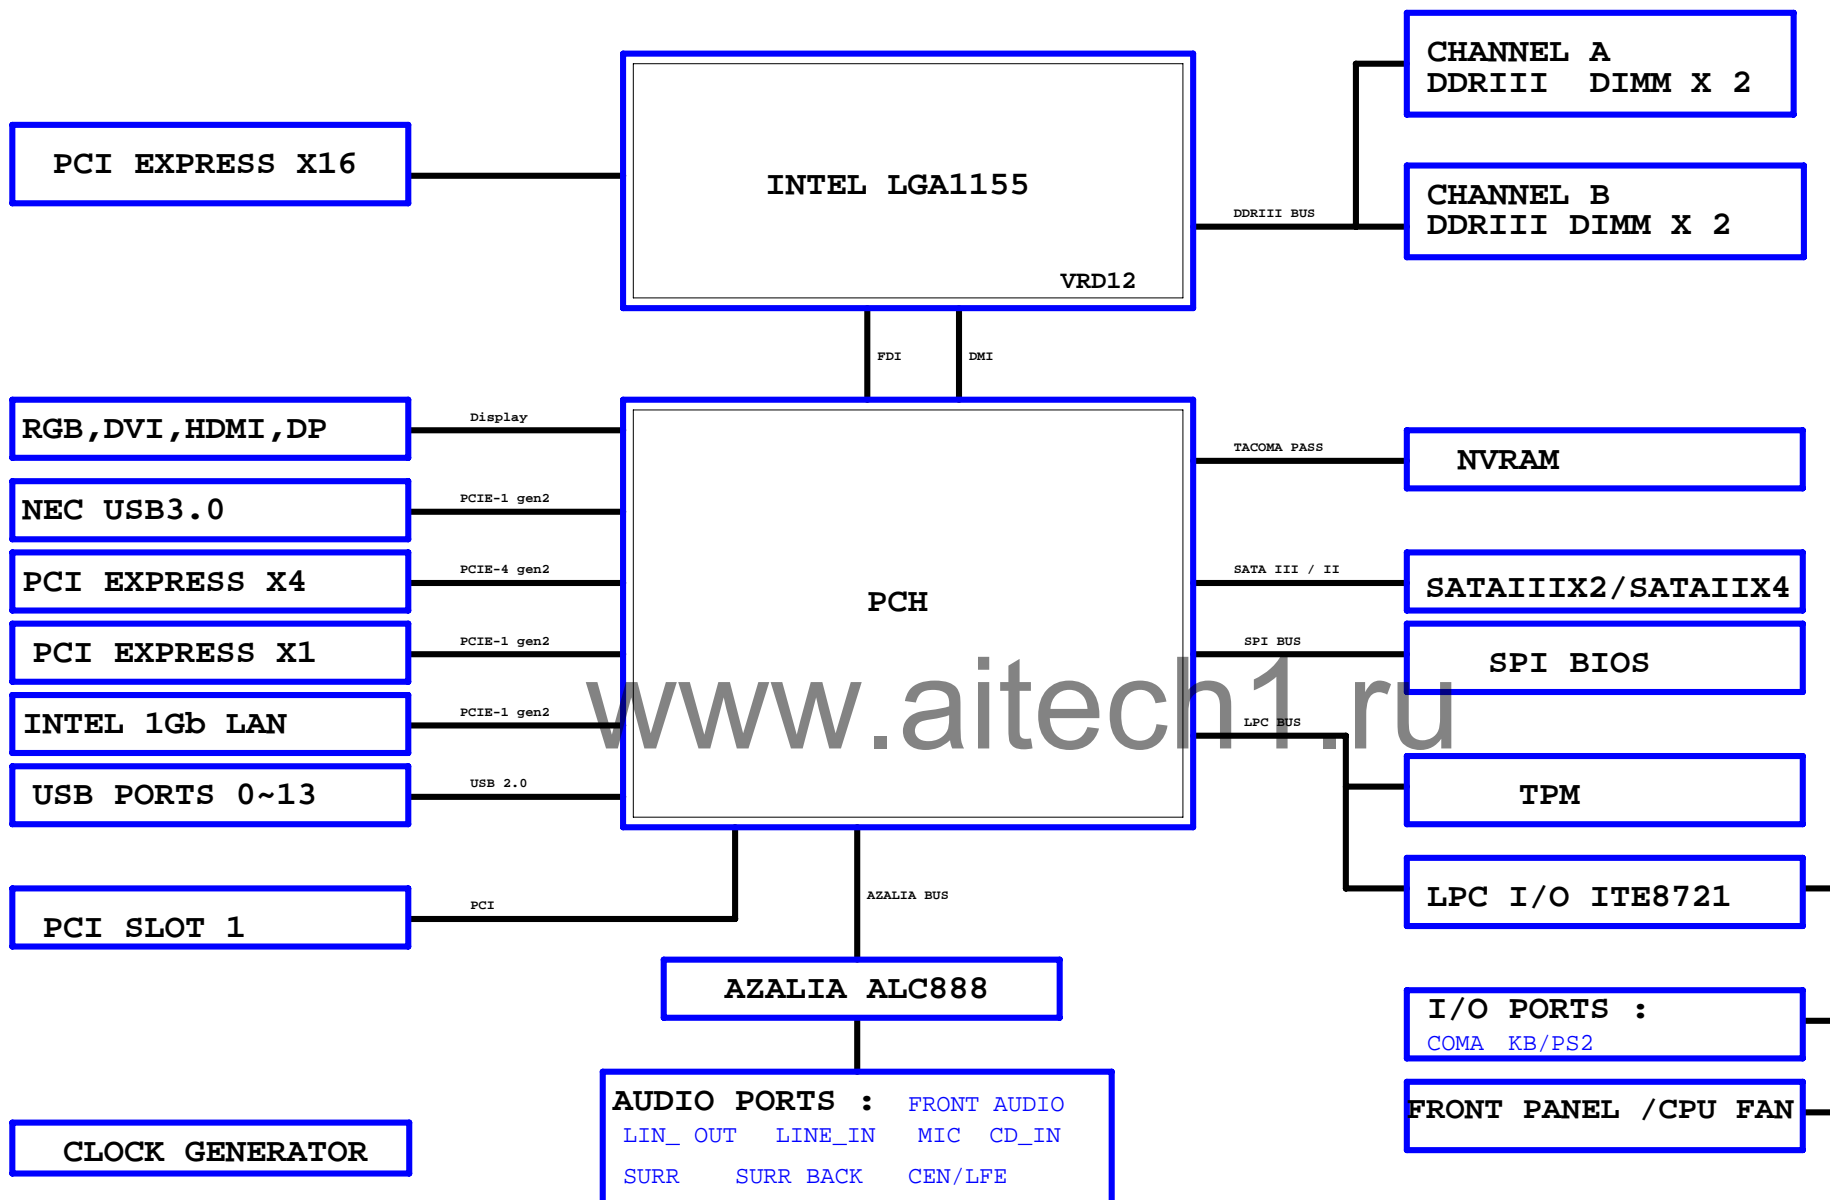 CHANNEL A
DDRIII DIMM X 2
PCI EXPRESS X16
INTEL LGA1155
VRD12
DDRIII BUS
CHANNEL B
DDRIII DIMM X 2
FDI
DMI
RGB,DVI,HDMI,DP
Display
NEC USB3.0
PCIE-1 gen2
PCI EXPRESS X4
PCIE-4 gen2
PCI EXPRESS X1
PCIE-1 gen2
INTEL 1Gb LAN
PCIE-1 gen2
USB PORTS 0~13
USB 2.0
PCH
TACOMA PASS
NVRAM
SATA III / II
SATAIIIX2/SATAIIX4
SPI BUS
SPI BIOS
www.aitech1.ru
LPC BUS
TPM
LPC I/O ITE8721
PCI SLOT 1
PCI
AZALIA BUS
AZALIA ALC888
I/O PORTS :
COMA KB/PS2
FRONT PANEL /CPU FAN
AUDIO PORTS : FRONT AUDIO
LIN_ OUT LINE_IN MIC CD_IN
SURR SURR BACK CEN/LFE
CLOCK GENERATOR